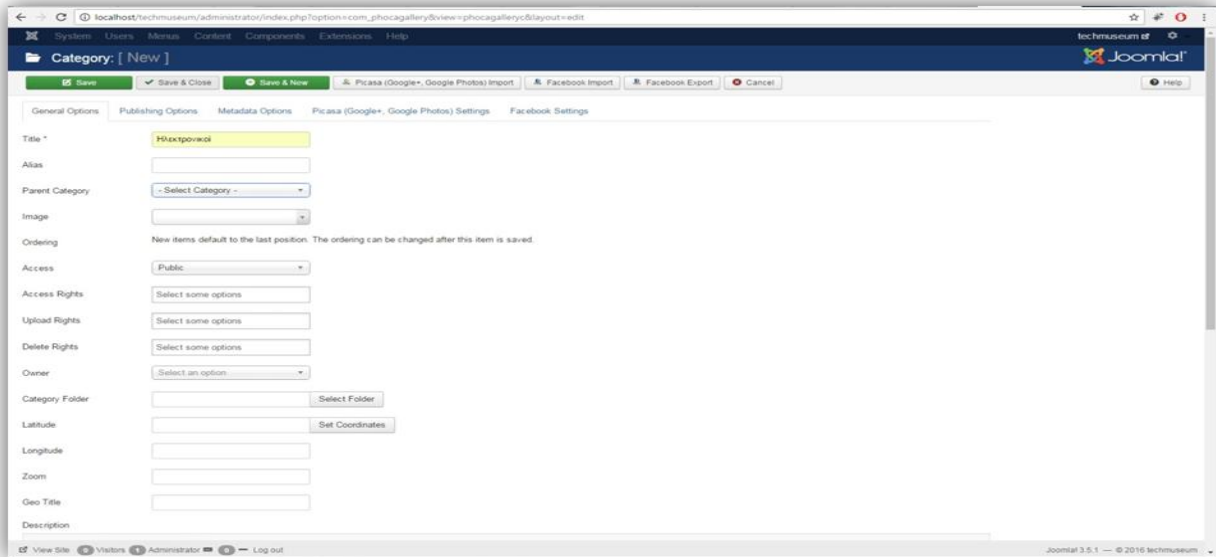 localhost/techmuseum/administrator/index.php?option=com_phocagallery&view=phocagalleryc&layout=edit
System Users Menus Content Components Extensions Help techmuseum
Category: [ New ] Joomla!
Save Save & Close Save & New Picasa (Google+, Google Photos) Import Facebook Import Facebook Export Cancel Help
General Options Publishing Options Metadata Options Picasa (Google+, Google Photos) Settings Facebook Settings
Title * Ηλεκτρονικοί
Alias
Parent Category - Select Category -
Image
Ordering New items default to the last position. The ordering can be changed after this item is saved.
Access Public
Access Rights Select some options
Upload Rights Select some options
Delete Rights Select some options
Owner Select an option
Category Folder Select Folder
Latitude Set Coordinates
Longitude
Zoom
Geo Title
Description
View Site 0 Visitors 1 Administrator 0 Log out Joomla! 3.5.1 — © 2016 techmuseum